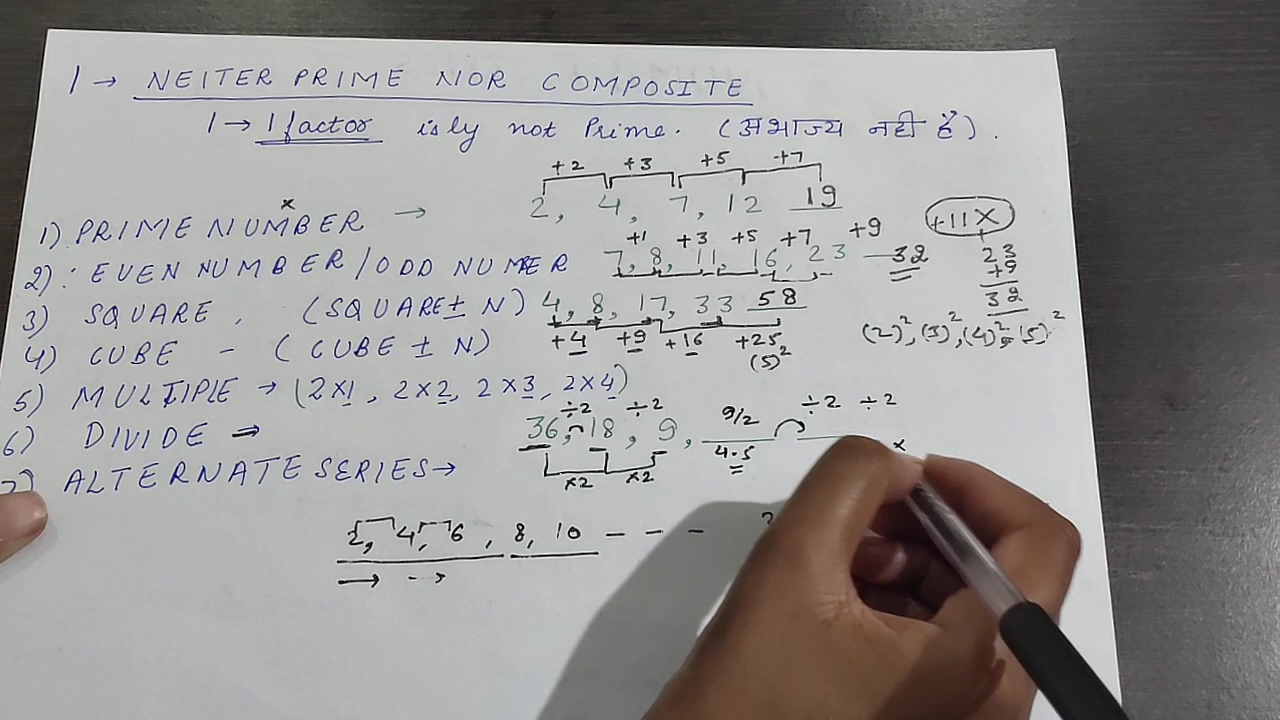 1 → NEITER PRIME NOR COMPOSITE
1 → 1 factor is not Prime. (अभाज्य नहीं है).
+2 +3 +5 +7
1) PRIME NUMBER → 2, 4, 7, 12 19
x
+1 +3 +5 +7 +9
+11X
2): EVEN NUMBER / ODD NUMBER 7, 8, 11, 16, 23 32
23
+9
32
3) SQUARE, (SQUARE ± N) 4, 8, 17, 33 58
+4 +9 +16 +25
(5)²
(2)², (3)², (4)², (5)²
4) CUBE - (CUBE ± N)
5) MULTIPLE → (2×1, 2×2, 2×3, 2×4)
÷2 ÷2 9/2 ÷2 ÷2
6) DIVIDE → 36, 18, 9,
4.5
x
×2 ×2
7) ALTERNATE SERIES →
2, 4, 6, 8, 10 - - -